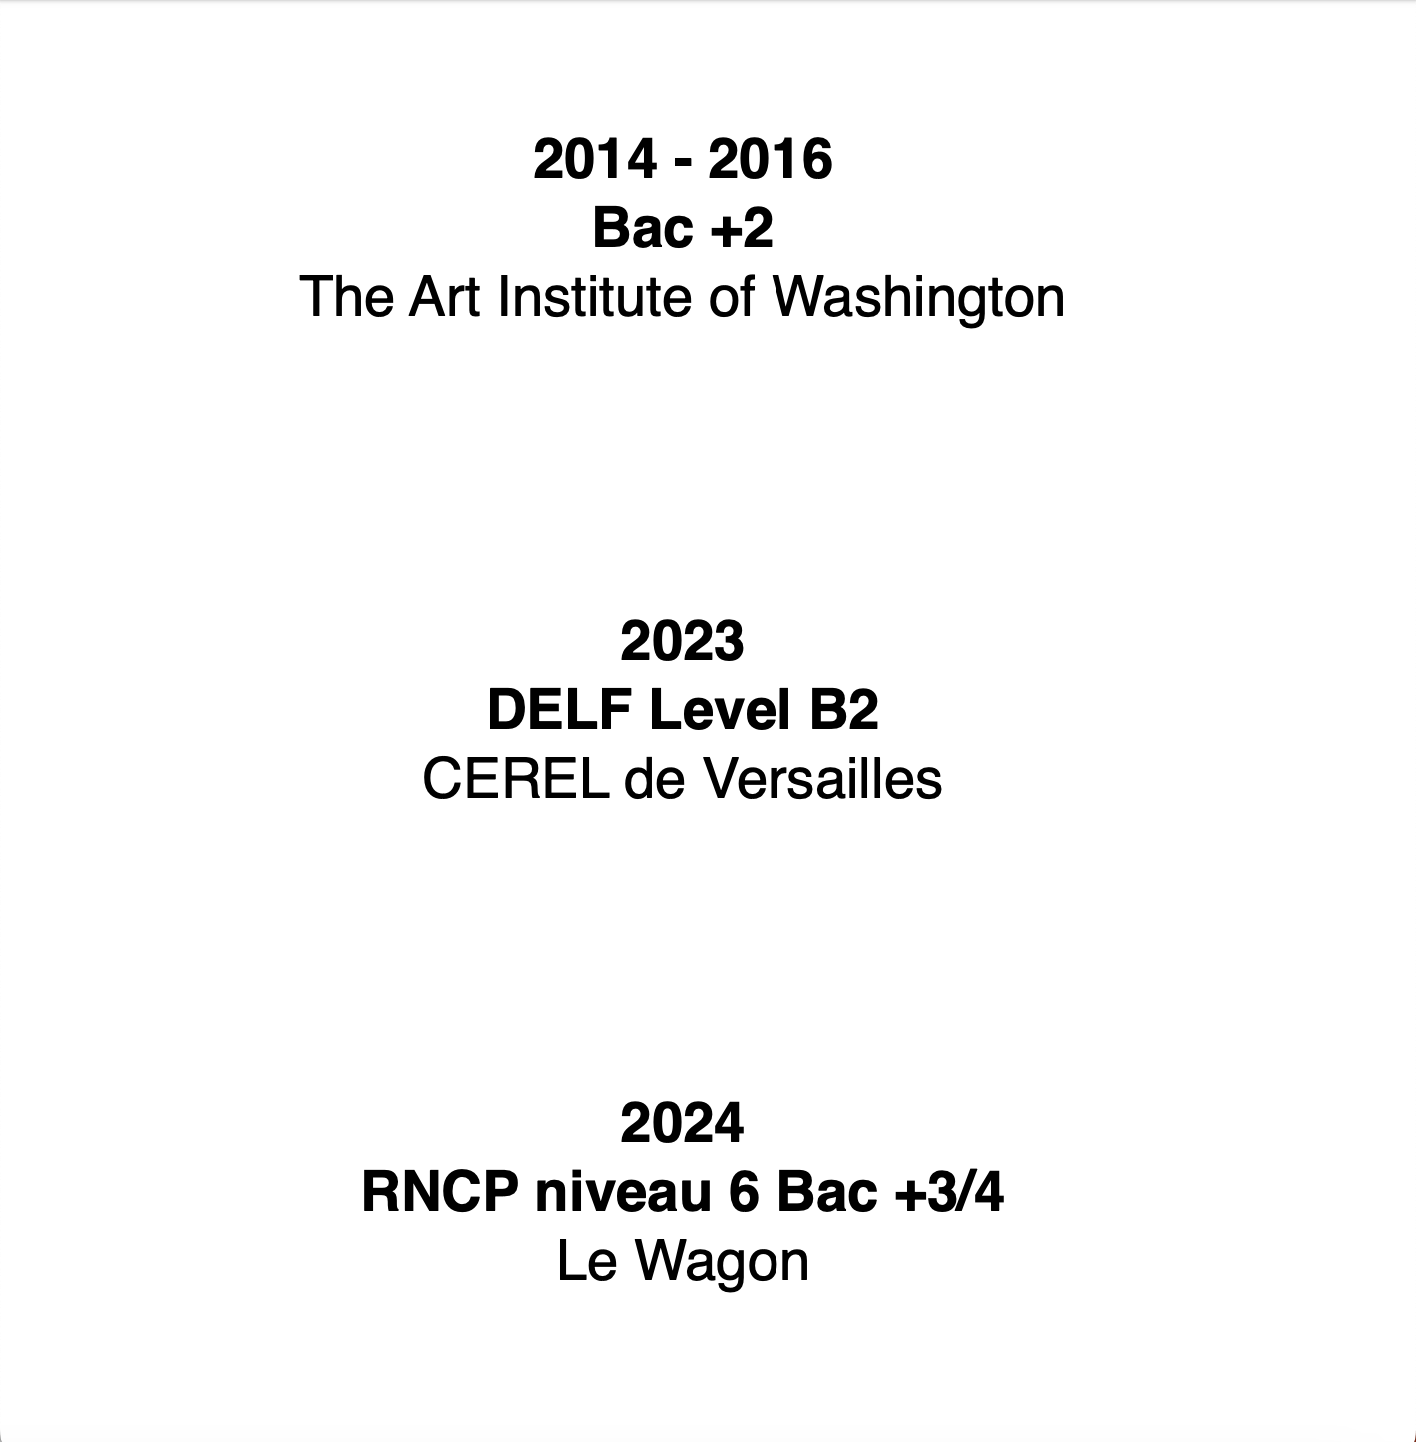 2014 - 2016
Bac +2
The Art Institute of Washington
2023
DELF Level B2
CEREL de Versailles
2024
RNCP niveau 6 Bac +3/4
Le Wagon